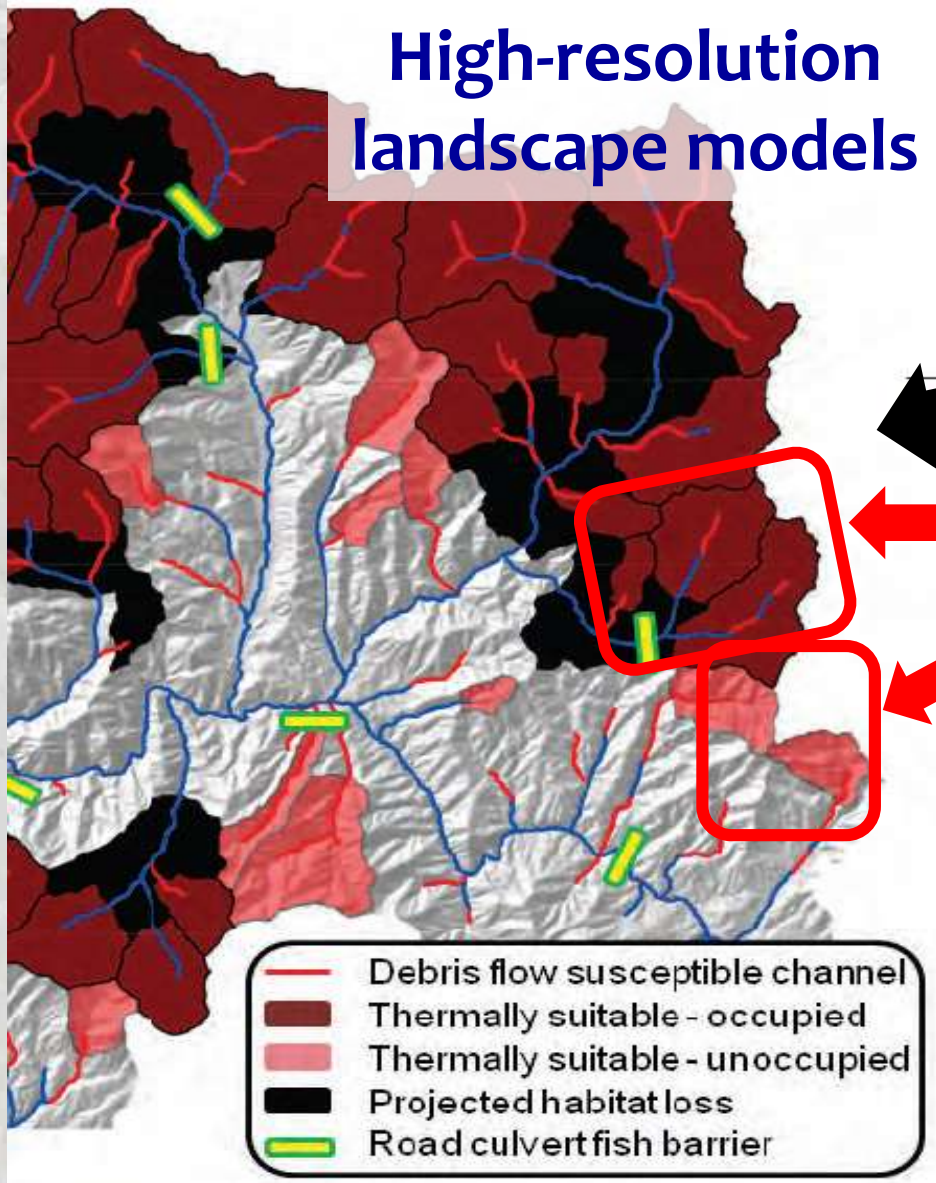 High-resolution
landscape models
Debris flow susceptible channel
Thermally suitable - occupied
Thermally suitable - unoccupied
Projected habitat loss
Road culvert fish barrier